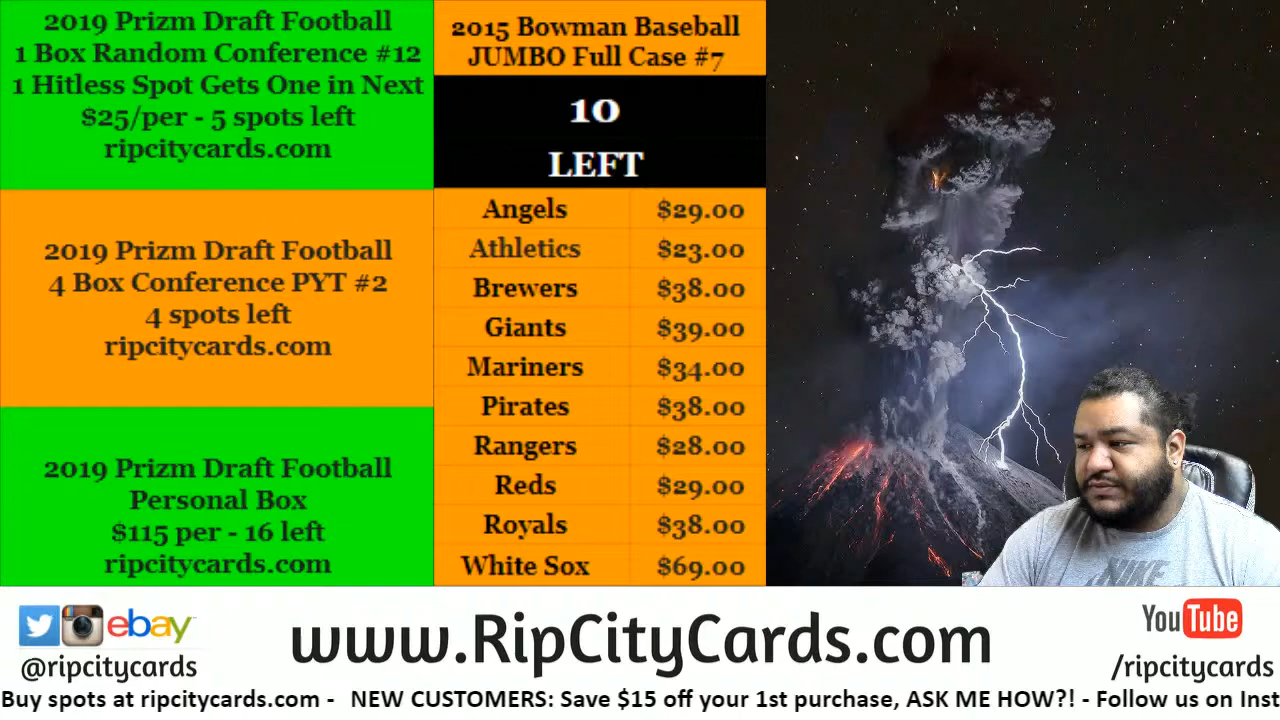 2019 Prizm Draft Football
1 Box Random Conference #12
1 Hitless Spot Gets One in Next
$25/per - 5 spots left
ripcitycards.com
2019 Prizm Draft Football
4 Box Conference PYT #2
4 spots left
ripcitycards.com
2019 Prizm Draft Football
Personal Box
$115 per - 16 left
ripcitycards.com
2015 Bowman Baseball
JUMBO Full Case #7
10
LEFT
Angels $29.00
Athletics $23.00
Brewers $38.00
Giants $39.00
Mariners $34.00
Pirates $38.00
Rangers $28.00
Reds $29.00
Royals $38.00
White Sox $69.00
NIKE
ebay
@ripcitycards
www.RipCityCards.com
YouTube
/ripcitycards
Buy spots at ripcitycards.com - NEW CUSTOMERS: Save $15 off your 1st purchase, ASK ME HOW?! - Follow us on Inst